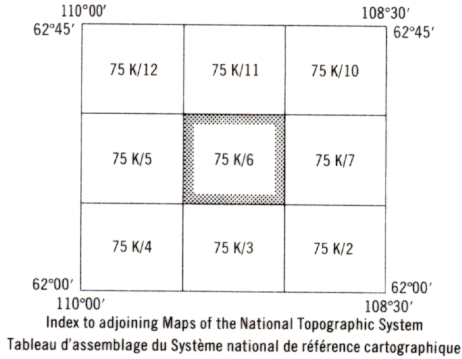 110°00′ 108°30′
62°45′ 62°45′
75 K/12 75 K/11 75 K/10
75 K/5 75 K/6 75 K/7
75 K/4 75 K/3 75 K/2
62°00′ 62°00′
110°00′ 108°30′
Index to adjoining Maps of the National Topographic System
Tableau d'assemblage du Système national de référence cartographique